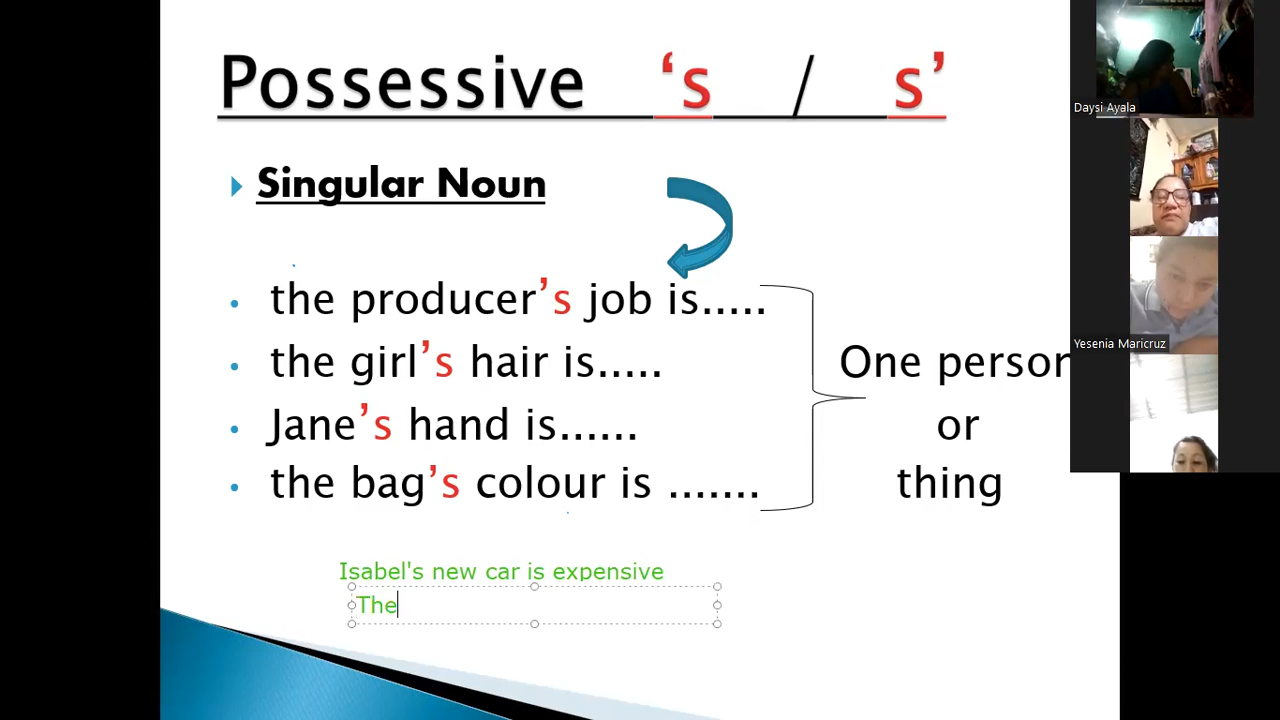 Possessive ‘s / s’
Singular Noun
the producer’s job is.....
the girl’s hair is.....
Jane’s hand is......
the bag’s colour is .......
One person
or
thing
Isabel's new car is expensive
The
Daysi Ayala
Yesenia Maricruz